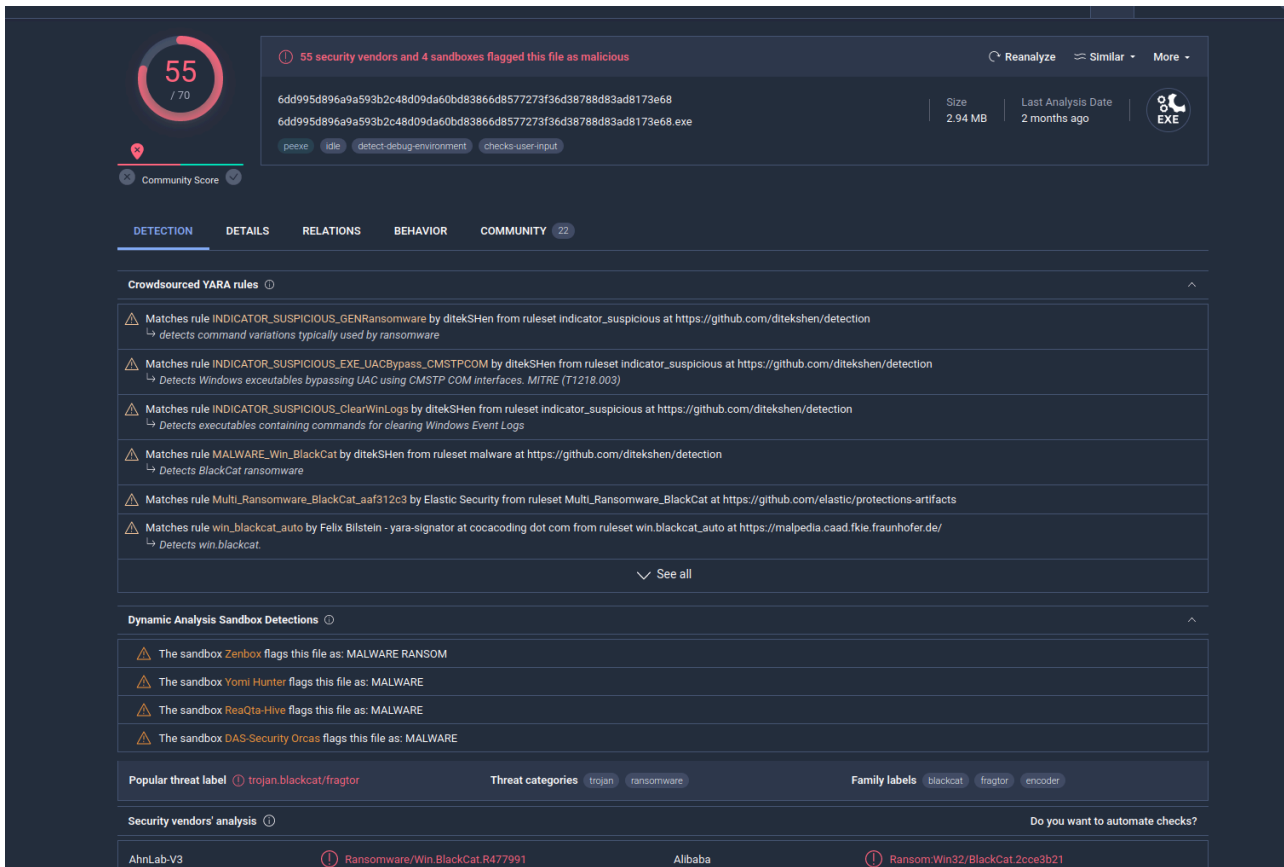 55
/ 70
Community Score
55 security vendors and 4 sandboxes flagged this file as malicious
Reanalyze
Similar
More
6dd995d896a9a593b2c48d09da60bd83866d8577273f36d38788d83ad8173e68
6dd995d896a9a593b2c48d09da60bd83866d8577273f36d38788d83ad8173e68.exe
peexe
idle
detect-debug-environment
checks-user-input
Size
2.94 MB
Last Analysis Date
2 months ago
EXE
DETECTION
DETAILS
RELATIONS
BEHAVIOR
COMMUNITY 22
Crowdsourced YARA rules
Matches rule INDICATOR_SUSPICIOUS_GENRansomware by ditekSHen from ruleset indicator_suspicious at https://github.com/ditekshen/detection
detects command variations typically used by ransomware
Matches rule INDICATOR_SUSPICIOUS_EXE_UACBypass_CMSTPCOM by ditekSHen from ruleset indicator_suspicious at https://github.com/ditekshen/detection
Detects Windows exceutables bypassing UAC using CMSTP COM interfaces. MITRE (T1218.003)
Matches rule INDICATOR_SUSPICIOUS_ClearWinLogs by ditekSHen from ruleset indicator_suspicious at https://github.com/ditekshen/detection
Detects executables containing commands for clearing Windows Event Logs
Matches rule MALWARE_Win_BlackCat by ditekSHen from ruleset malware at https://github.com/ditekshen/detection
Detects BlackCat ransomware
Matches rule Multi_Ransomware_BlackCat_aaf312c3 by Elastic Security from ruleset Multi_Ransomware_BlackCat at https://github.com/elastic/protections-artifacts
Matches rule win_blackcat_auto by Felix Bilstein - yara-signator at cocacoding dot com from ruleset win.blackcat_auto at https://malpedia.caad.fkie.fraunhofer.de/
Detects win.blackcat.
See all
Dynamic Analysis Sandbox Detections
The sandbox Zenbox flags this file as: MALWARE RANSOM
The sandbox Yomi Hunter flags this file as: MALWARE
The sandbox ReaQta-Hive flags this file as: MALWARE
The sandbox DAS-Security Orcas flags this file as: MALWARE
Popular threat label trojan.blackcat/fragtor
Threat categories trojan ransomware
Family labels blackcat fragtor encoder
Security vendors' analysis
Do you want to automate checks?
AhnLab-V3
Ransomware/Win.BlackCat.R477991
Alibaba
Ransom:Win32/BlackCat.2cce3b21